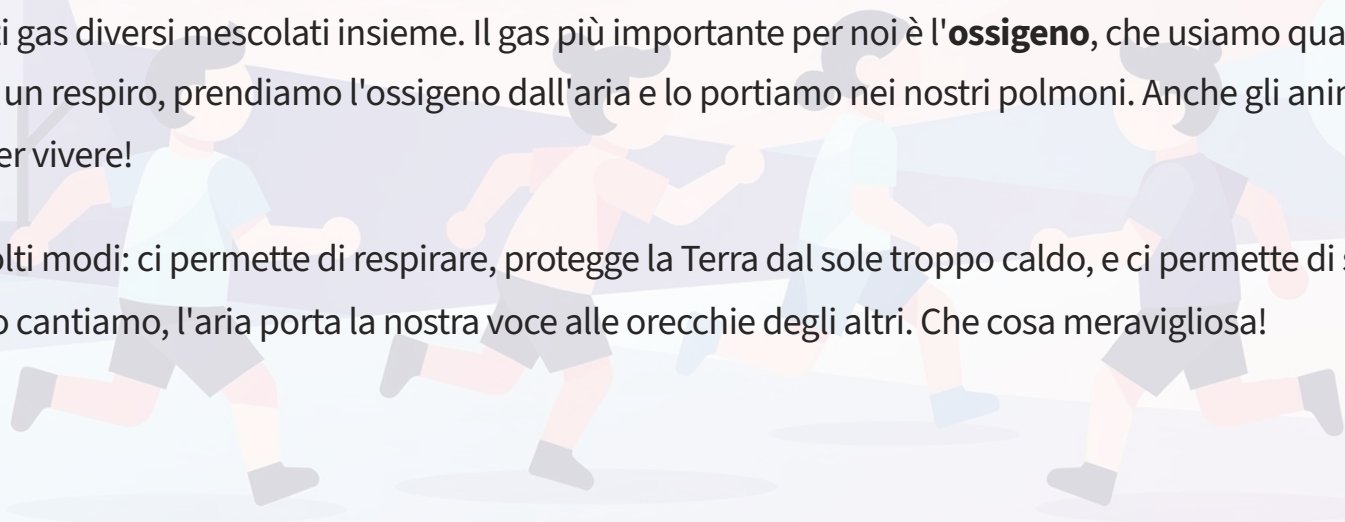 ti gas diversi mescolati insieme. Il gas più importante per noi è l'ossigeno, che usiamo qua
un respiro, prendiamo l'ossigeno dall'aria e lo portiamo nei nostri polmoni. Anche gli anir
er vivere!
olti modi: ci permette di respirare, protegge la Terra dal sole troppo caldo, e ci permette di s
o cantiamo, l'aria porta la nostra voce alle orecchie degli altri. Che cosa meravigliosa!